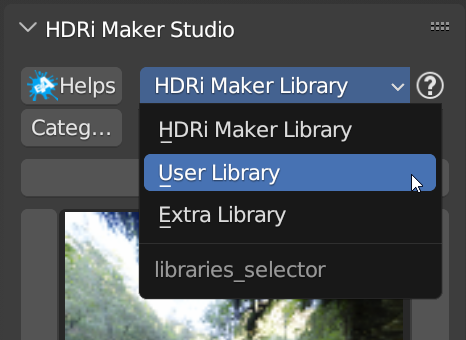 HDRi Maker Studio
Helps
HDRi Maker Library
?
Categ...
HDRi Maker Library
User Library
Extra Library
libraries_selector